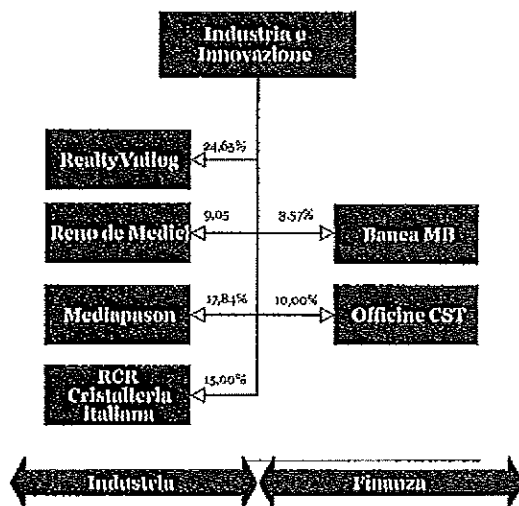 Industria e
Innovazione
24,63%
RealtyVailog
9,05
8,57%
Reno de Medici
Banca MB
17,84%
10,00%
Mediapason
Officine CST
15,00%
RCR
Cristalleria
Italiana
Industria
Finanza